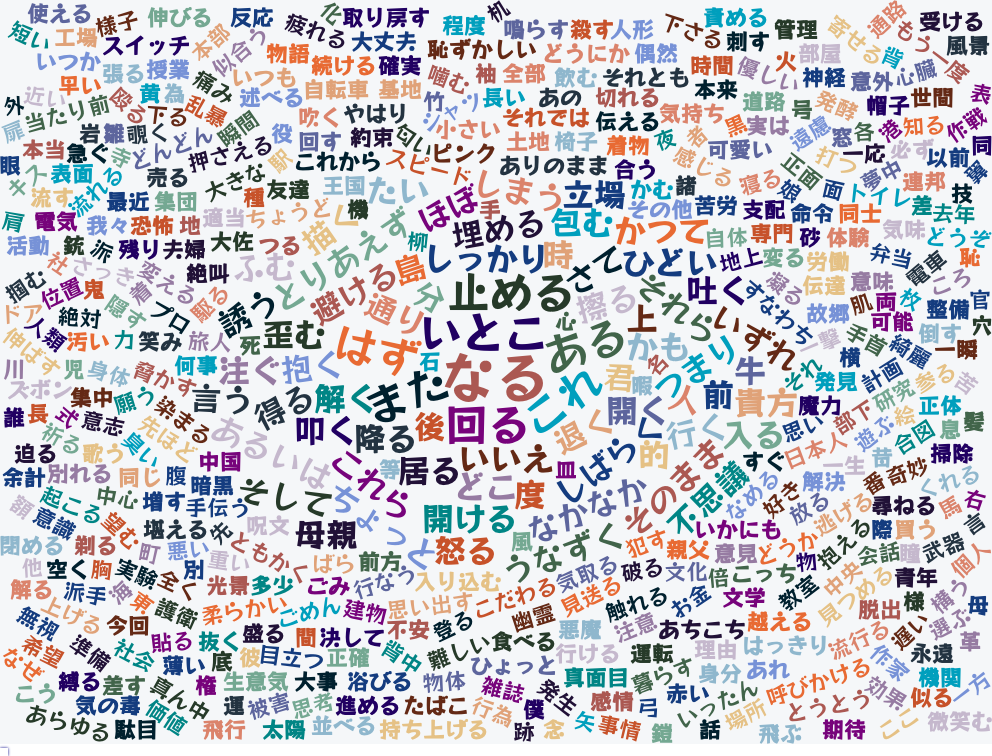 使える
様子
伸びる
反応
疲れる
化
取り戻す
程度
机
鳴らす
殺す
人形
下さる
責める
刺す
管理
寄せる
通路
もう一度
受ける
風景
短い
工場
スイッチ
本部
似合う
物語
大丈夫
恥ずかしい
どうにか
偶然
時間
優しい
火
部屋
背
いつか
張る
授業
痛み
いつも
続ける
確実
噛む
袖
全部
飲む
それとも
本来
神経
意外
心臓
早い
近い
黄
為
述べる
自転車
基地
竹
シャツ
長い
あの
切れる
気持ち
道路
号
発酵
帽子
世間
表
外
当たり前
下る
乱暴
瞬間
吹く
やはり
匂い
小さい
それでは
伝える
夜
者
黒
実は
遠慮
窓
各
港
知る
作戦
扉
岩
雛
覗く
どんどん
押さえる
役
回す
約束
ピンク
土地
椅子
着物
感じる
可愛い
打つ
一応
必ず
以前
同
眼
本当
急ぐ
寺
駅
これから
スピード
ありのまま
合う
寝る
娘
正面
面
夢中
連邦
翼
キス
表面
売る
大きな
王国
たい
しまう
立場
かむ
諸
トイレ
技
流す
流れる
最近
集団
種
友達
機
ほぼ
手
包む
その他
苦労
支配
命令
同士
差
去年
肩
電気
我々
恐怖
地
適当
ちょうど
描く
埋める
かつて
自体
専門
砂
体験
気味
どうぞ
活動
銃
派
残り
夫婦
大佐
つる
とりあえず
柳
しっかり
時
さて
ひどい
地上
変る
労働
弁当
電車
恥
掴む
社
さっき
変える
絶叫
ふむ
避ける
島
分
止める
擦る
それら
吐く
すなわち
凝る
伝達
意味
ころ
官
位置
鬼
隠す
着
プロ
殴る
誘う
通り
いとこ
心
上
いずれ
故郷
肌
両
枚
整備
ドア
人類
絶対
汚い
力
笑み
旅人
死
歪む
はず
石
ある
かも
名
つまり
牛
一撃
可能
手首
綺麗
倒す
穴
伸ばす
児
身体
脅かす
何事
注ぐ
抱く
なる
これ
君
暇
それ
横
発見
計画
一瞬
川
ズボン
集中
願う
染まる
言う
得る
解く
また
回る
開く
人
前
貴方
魔力
部下
研究
参る
舌
誰
長
式
意志
先ほど
あるいは
叩く
降る
後
退く
行く
入る
思い
日本人
遊ぶ
絵
正体
髪
迫る
祈る
歌う
臭い
中国
これら
等
居る
いいえ
皿
しばらく
的
そのまま
不思議
すぐ
一生
昔
合図
息
掃除
余計
別れる
同じ
腹
暗黒
そして
ちょっと
どこ
度
なかなか
なめる
好き
解決
番
奇妙
くれる
額
起こる
中心
増す
手伝う
呪文
母親
開ける
風
犯す
いかにも
放る
逃げる
尋ねる
馬
右
意識
望む
堪える
先
ともかく
怒る
うなずく
親父
意見
どうか
物
抱える
際
買う
言
閉める
剃る
町
悪い
重い
ばら
前方
気取る
破る
文化
倍
こっち
会話
瞳
武器
個人
他
空く
胸
実験
全く
別
光景
多少
ごみ
行なう
入り込む
こだわる
見送る
お金
文学
教室
中央
青年
解る
派手
海
東
護衛
柔らかい
ごめん
建物
思い出す
幽霊
触れる
あちこち
越える
見つめる
脱出
様
構う
母
無視
上げる
今回
貼る
抜く
盛る
間
決して
不安
登る
難しい
食べる
悪魔
注意
理由
はっきり
流行る
遅い
選ぶ
革
希望
準備
社会
薄い
底
彼
目立つ
正確
背中
ひょっと
行ける
運転
身分
あれ
作家
永遠
なぜ
縛る
差す
真ん中
権
生意気
大事
浴びる
物体
雑誌
発生
真面目
暮らす
呼びかける
効果
機関
一方
こう
気の毒
価値
運
被害
思考
進める
たばこ
行為
僕
感情
弓
赤い
いったん
場所
とうとう
似る
あらゆる
駄目
飛行
太陽
並べる
持ち上げる
跡
念
矢
事情
鎧
話
飛ぶ
期待
ここ
微笑む